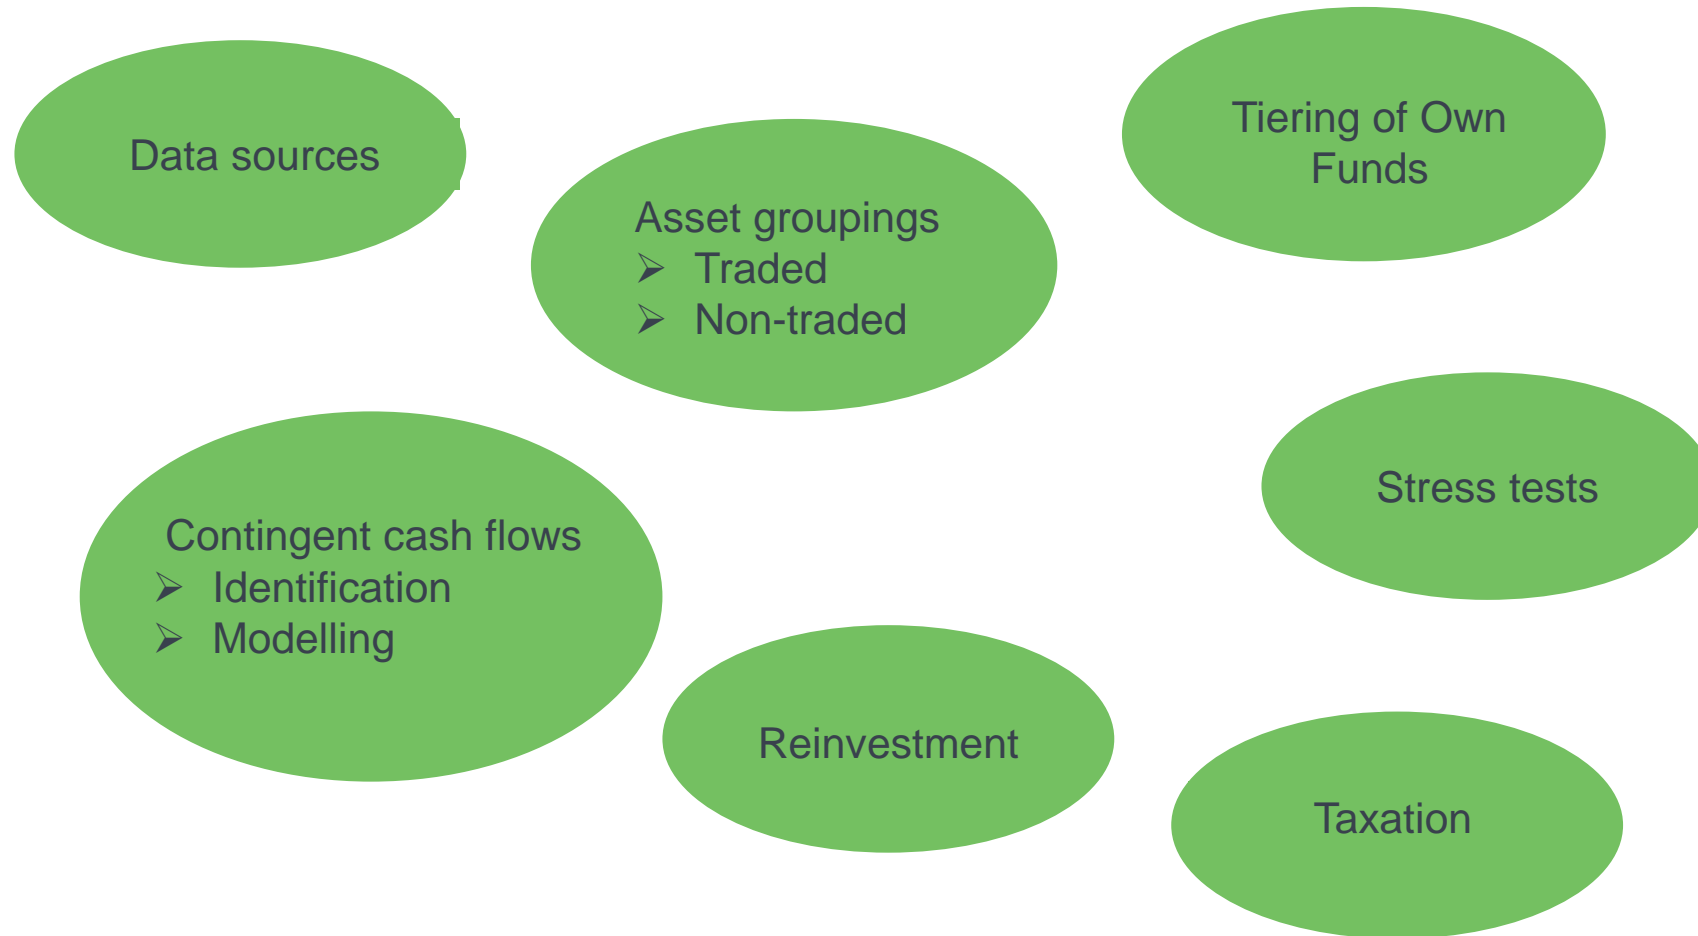 Data sources
Tiering of Own
Funds
Asset groupings
➢ Traded
➢ Non-traded
Stress tests
Contingent cash flows
➢ Identification
➢ Modelling
Reinvestment
Taxation